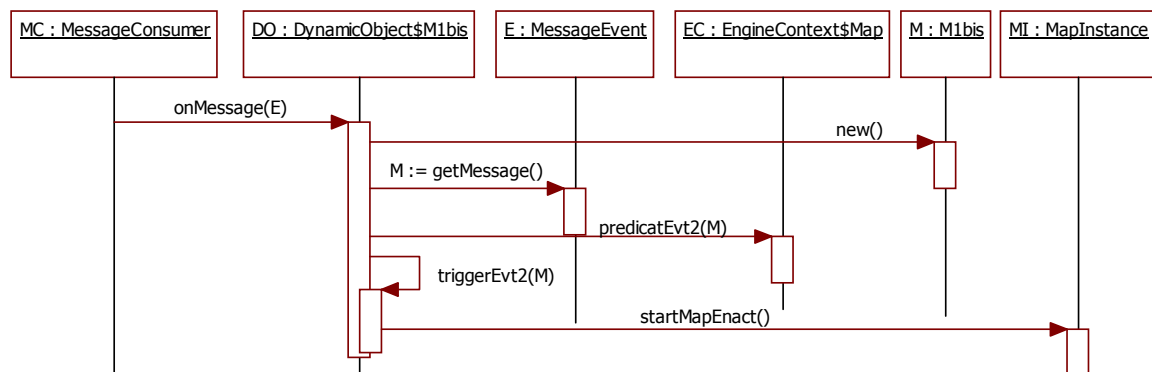 MC : MessageConsumer
DO : DynamicObject$M1bis
E : MessageEvent
EC : EngineContext$Map
M : M1bis
MI : MapInstance
onMessage(E)
new()
M := getMessage()
predicatEvt2(M)
triggerEvt2(M)
startMapEnact()